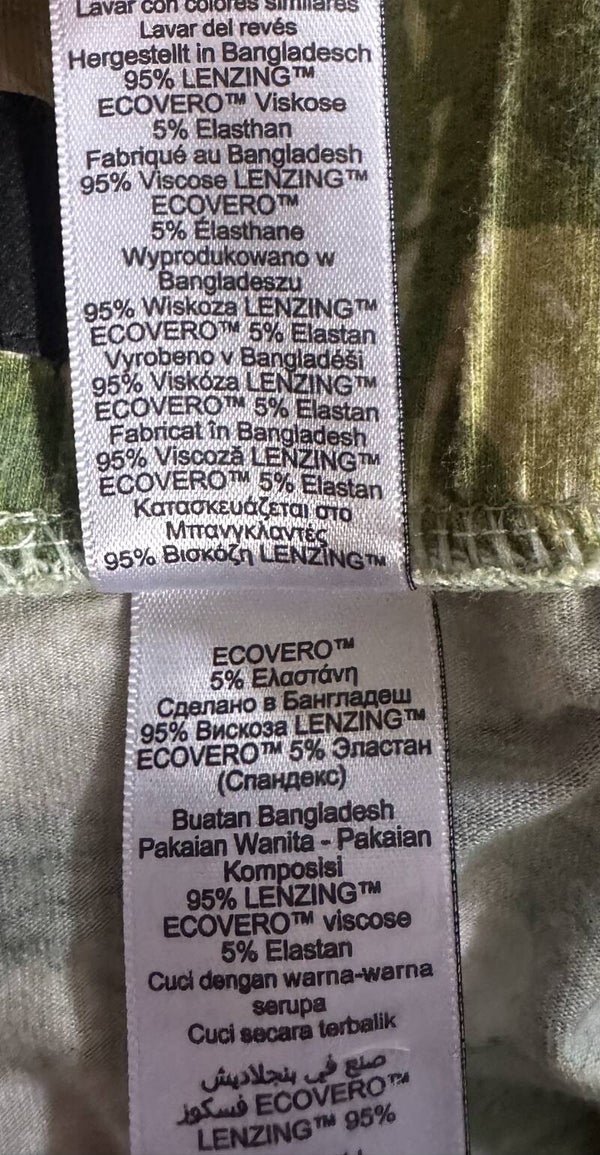 Lavar con colores similares
Lavar del revés
Hergestellt in Bangladesch
95% LENZING™
ECOVERO™ Viskose
5% Elasthan
Fabriqué au Bangladesh
95% Viscose LENZING™
ECOVERO™
5% Élasthane
Wyprodukowano w
Bangladeszu
95% Wiskoza LENZING™
ECOVERO™ 5% Elastan
Vyrobeno v Bangladéši
95% Viskóza LENZING™
ECOVERO™ 5% Elastan
Fabricat în Bangladesh
95% Viscoză LENZING™
ECOVERO™ 5% Elastan
Κατασκευάζεται στο
Μπανγκλαντές
95% Βισκόζη LENZING™
ECOVERO™
5% Ελαστάνη
Сделано в Бангладеш
95% Вискоза LENZING™
ECOVERO™ 5% Эластан
(Спандекс)
Buatan Bangladesh
Pakaian Wanita - Pakaian
Komposisi
95% LENZING™
ECOVERO™ viscose
5% Elastan
Cuci dengan warna-warna
serupa
Cuci secara terbalik
صنع في بنجلاديش
فسكوز ECOVERO™
LENZING™ 95%